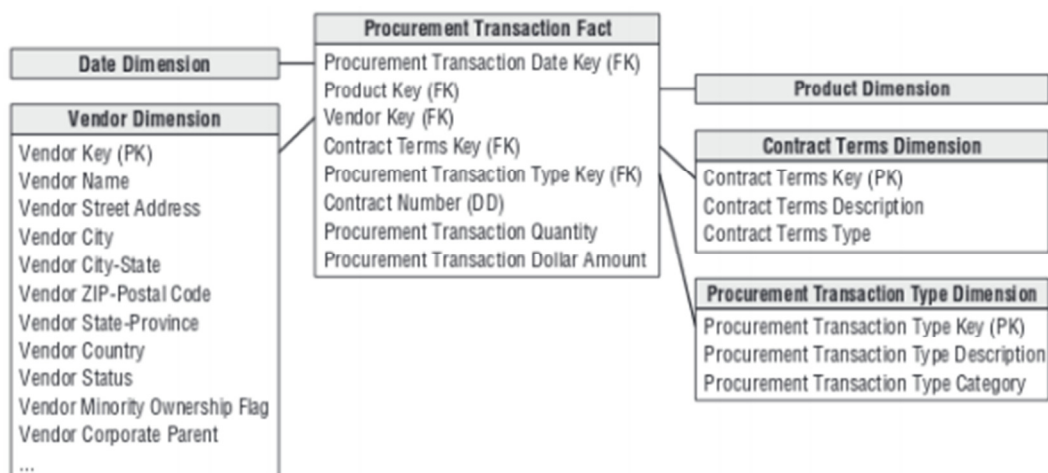 Date Dimension
Vendor Dimension
Vendor Key (PK)
Vendor Name
Vendor Street Address
Vendor City
Vendor City-State
Vendor ZIP-Postal Code
Vendor State-Province
Vendor Country
Vendor Status
Vendor Minority Ownership Flag
Vendor Corporate Parent
...
Procurement Transaction Fact
Procurement Transaction Date Key (FK)
Product Key (FK)
Vendor Key (FK)
Contract Terms Key (FK)
Procurement Transaction Type Key (FK)
Contract Number (DD)
Procurement Transaction Quantity
Procurement Transaction Dollar Amount
Product Dimension
Contract Terms Dimension
Contract Terms Key (PK)
Contract Terms Description
Contract Terms Type
Procurement Transaction Type Dimension
Procurement Transaction Type Key (PK)
Procurement Transaction Type Description
Procurement Transaction Type Category